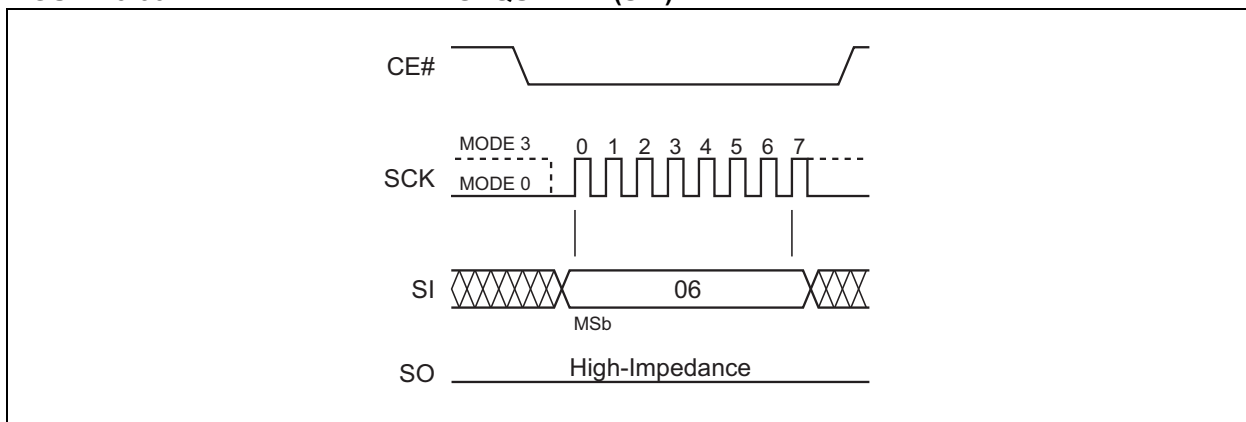 CE#
MODE 3
0 1 2 3 4 5 6 7
SCK
MODE 0
SI
06
MSb
SO
High-Impedance